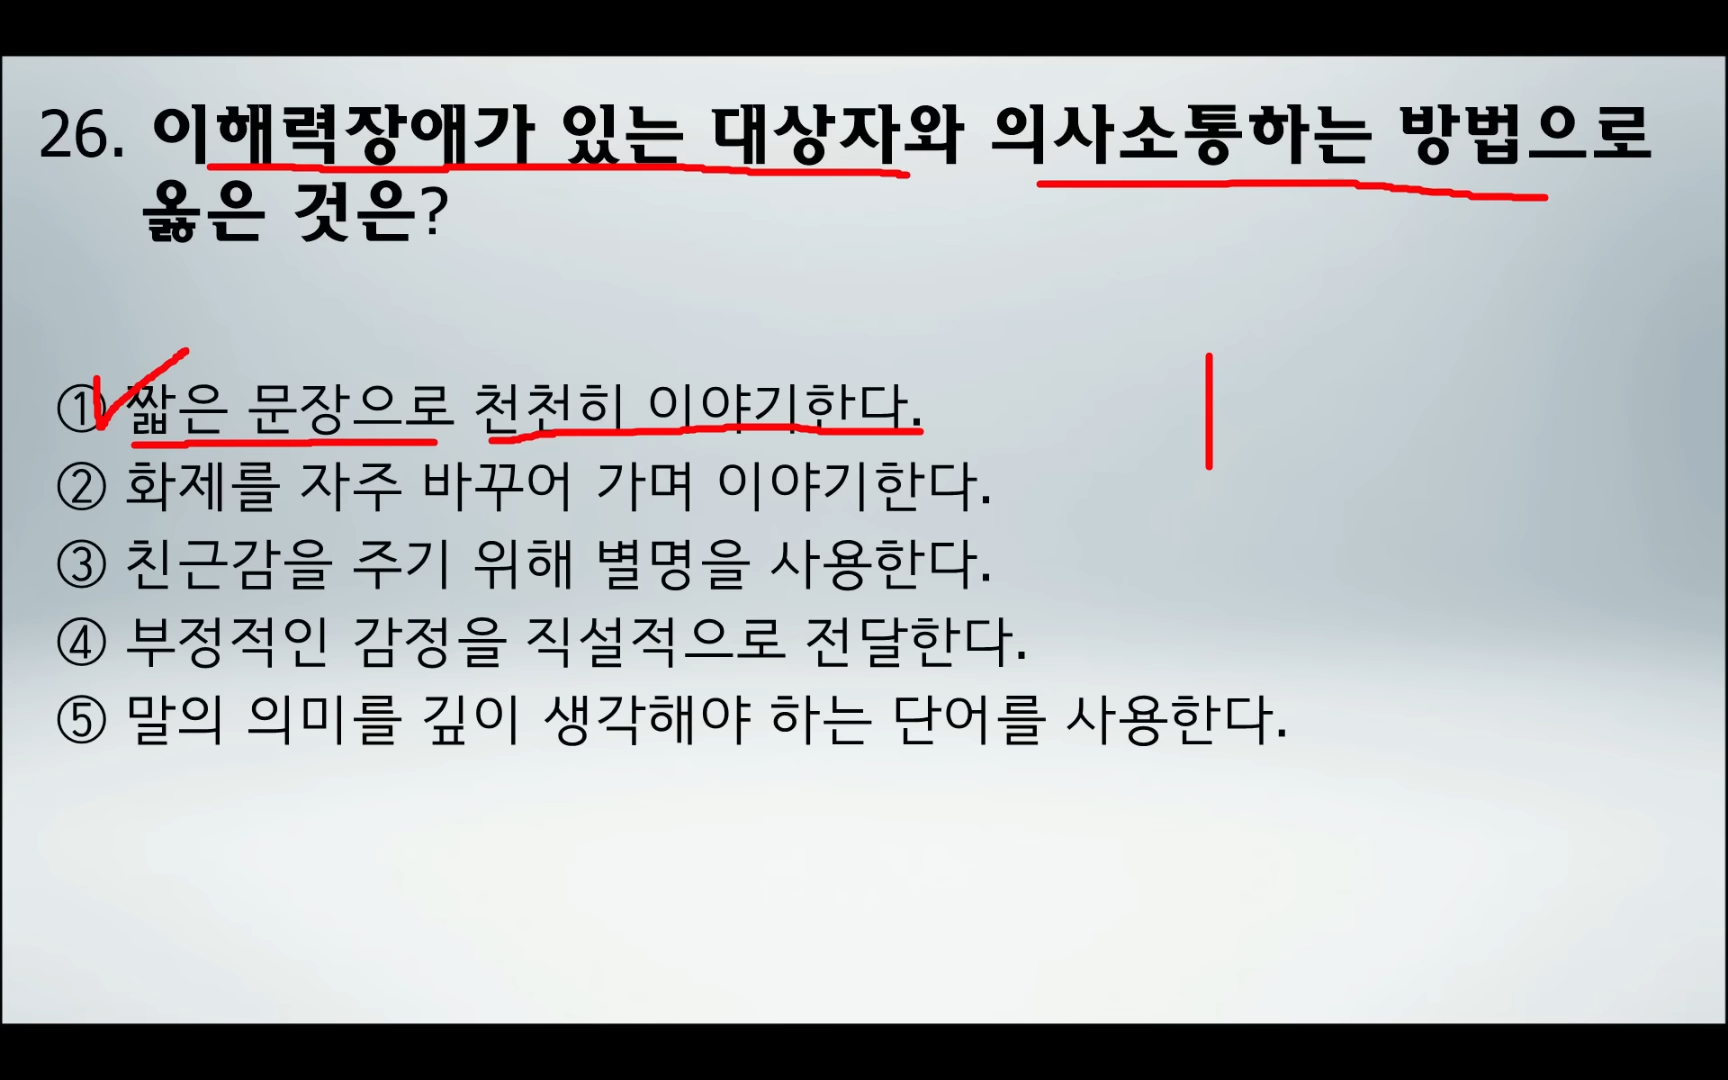 26. 이해력장애가 있는 대상자와 의사소통하는 방법으로
옳은 것은?
① 짧은 문장으로 천천히 이야기한다.
② 화제를 자주 바꾸어 가며 이야기한다.
③ 친근감을 주기 위해 별명을 사용한다.
④ 부정적인 감정을 직설적으로 전달한다.
⑤ 말의 의미를 깊이 생각해야 하는 단어를 사용한다.